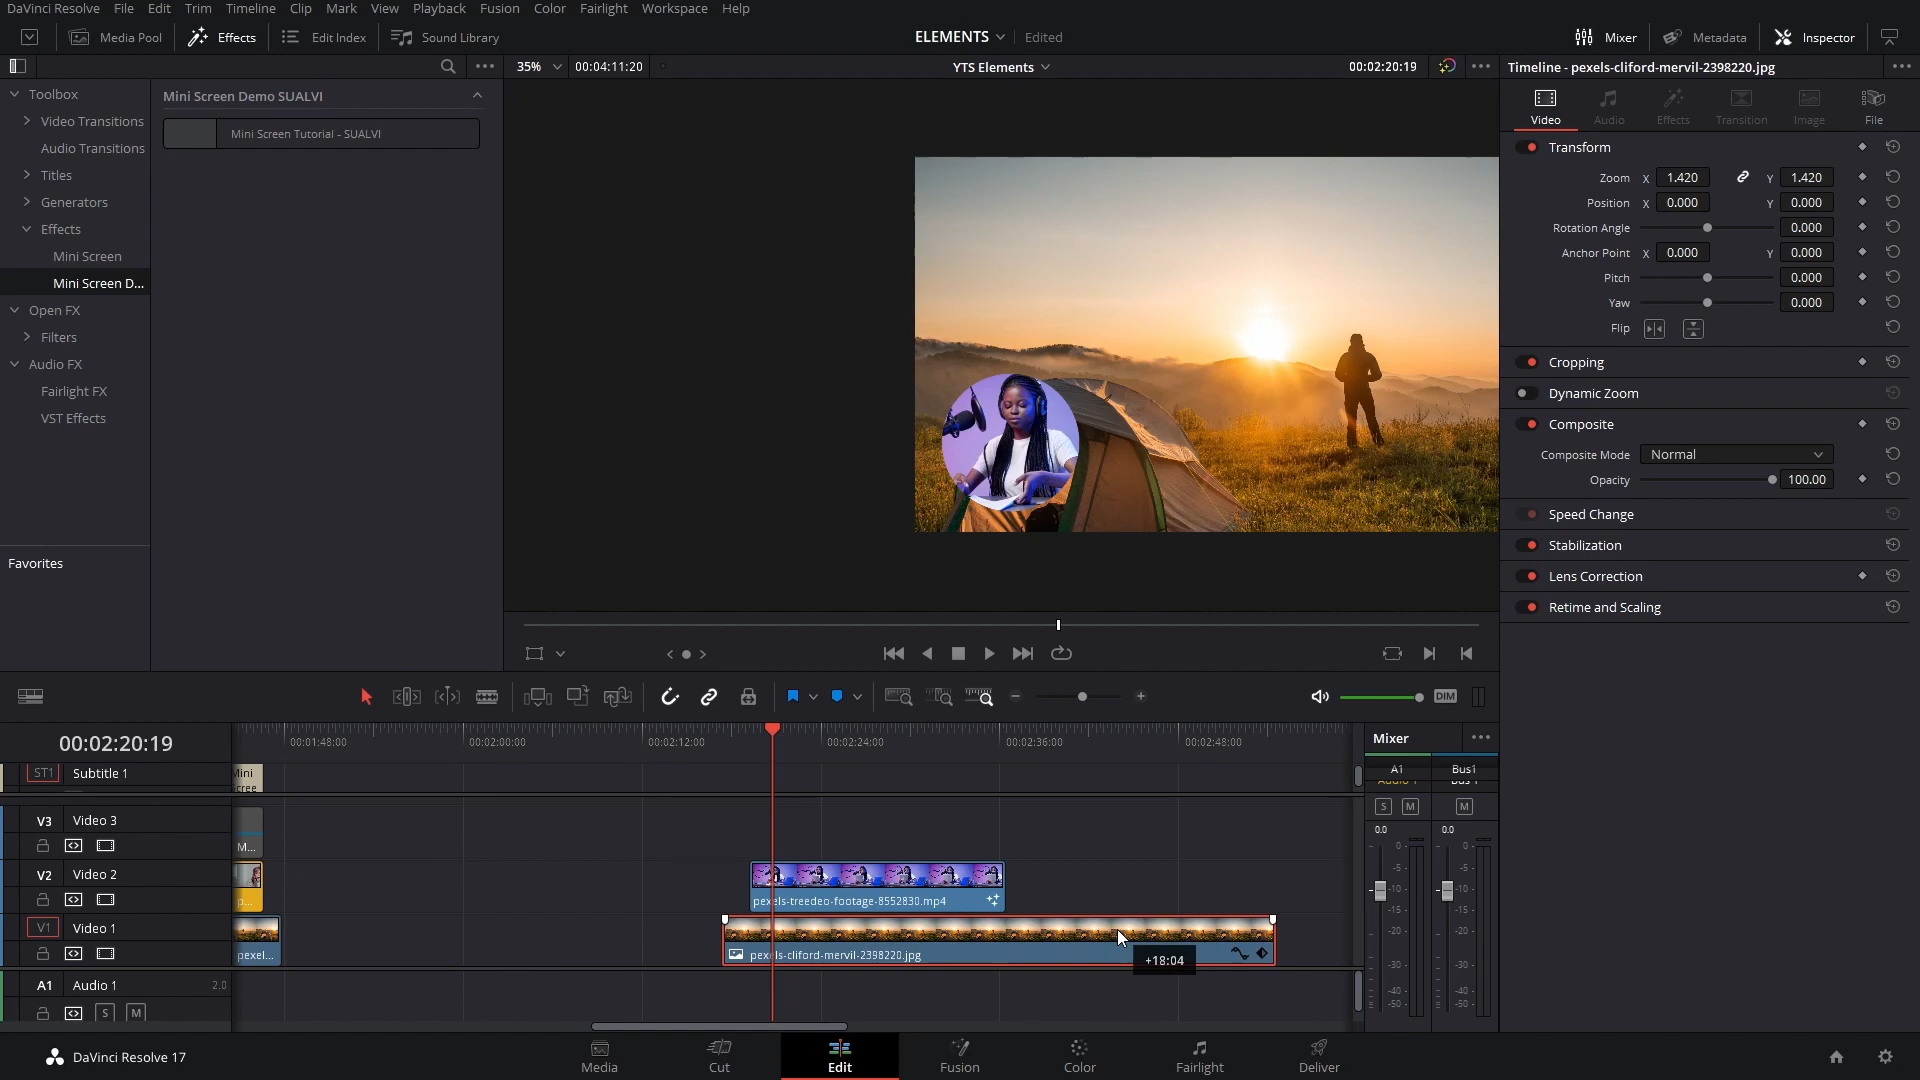 DaVinci Resolve File Edit Trim Timeline Clip Mark View Playback Fusion Color Fairlight Workspace Help
Media Pool Effects Edit Index Sound Library ELEMENTS Edited Mixer Metadata Inspector
35% 00:04:11:20 YTS Elements 00:02:20:19 Timeline - pexels-cliford-mervil-2398220.jpg
Toolbox
Video Transitions
Audio Transitions
Titles
Generators
Effects
Mini Screen
Mini Screen D...
Open FX
Filters
Audio FX
Fairlight FX
VST Effects
Favorites
Mini Screen Demo SUALVI
Mini Screen Tutorial - SUALVI
Video Audio Effects Transition Image File
Transform
Zoom X 1.420 Y 1.420
Position X 0.000 Y 0.000
Rotation Angle 0.000
Anchor Point X 0.000 Y 0.000
Pitch 0.000
Yaw 0.000
Flip
Cropping
Dynamic Zoom
Composite
Composite Mode Normal
Opacity 100.00
Speed Change
Stabilization
Lens Correction
Retime and Scaling
DIM
00:02:20:19
00:01:48:00 00:02:00:00 00:02:12:00 00:02:24:00 00:02:36:00 00:02:48:00
ST1 Subtitle 1
Mini
V3 Video 3
M...
V2 Video 2
p...
pexels-treedeo-footage-8552830.mp4
V1 Video 1
pexel...
pexels-cliford-mervil-2398220.jpg
+18:04
A1 Audio 1 2.0
S M
Mixer
A1 Bus1
S M M
0.0 0.0
0- 0-
-5- -5-
-10- -10-
-15- -15-
-20- -20-
-30- -30-
-40- -40-
-50- -50-
DaVinci Resolve 17
Media Cut Edit Fusion Color Fairlight Deliver